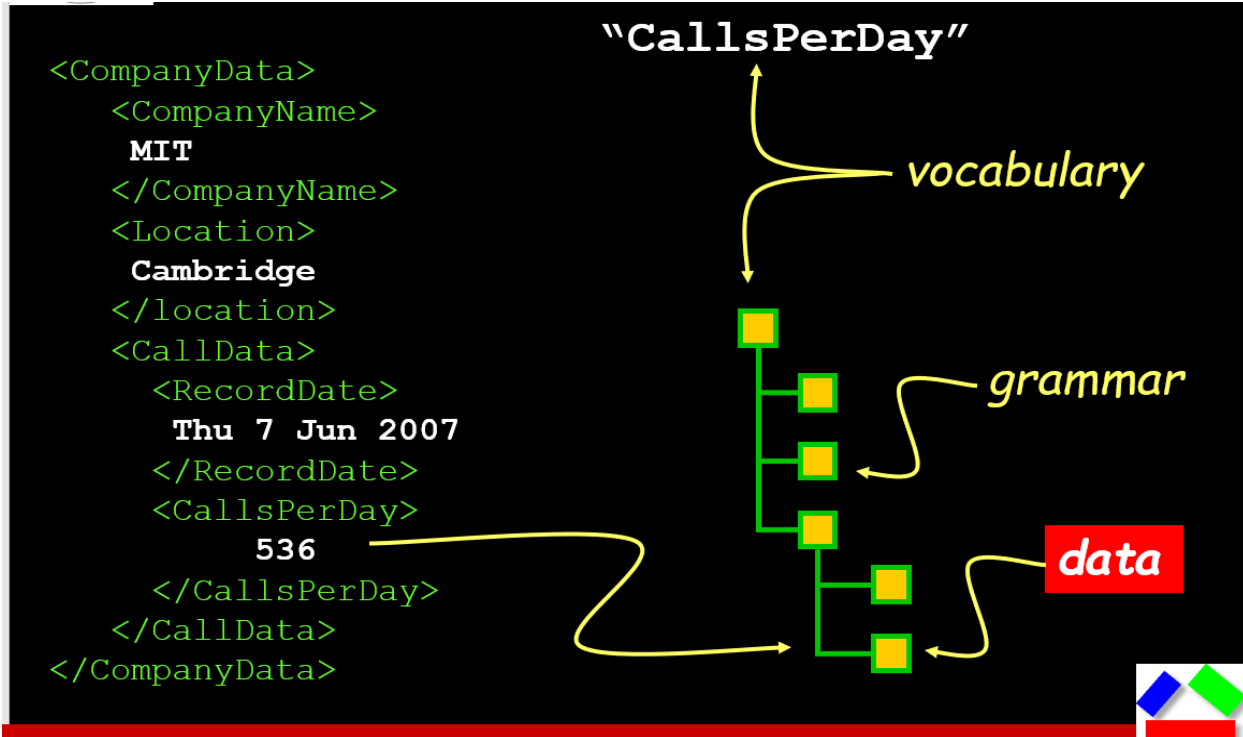 “CallsPerDay”
<CompanyData>
<CompanyName>
MIT
</CompanyName>
<Location>
Cambridge
</location>
<CallData>
<RecordDate>
Thu 7 Jun 2007
</RecordDate>
<CallsPerDay>
536
</CallsPerDay>
</CallData>
</CompanyData>
vocabulary
grammar
data